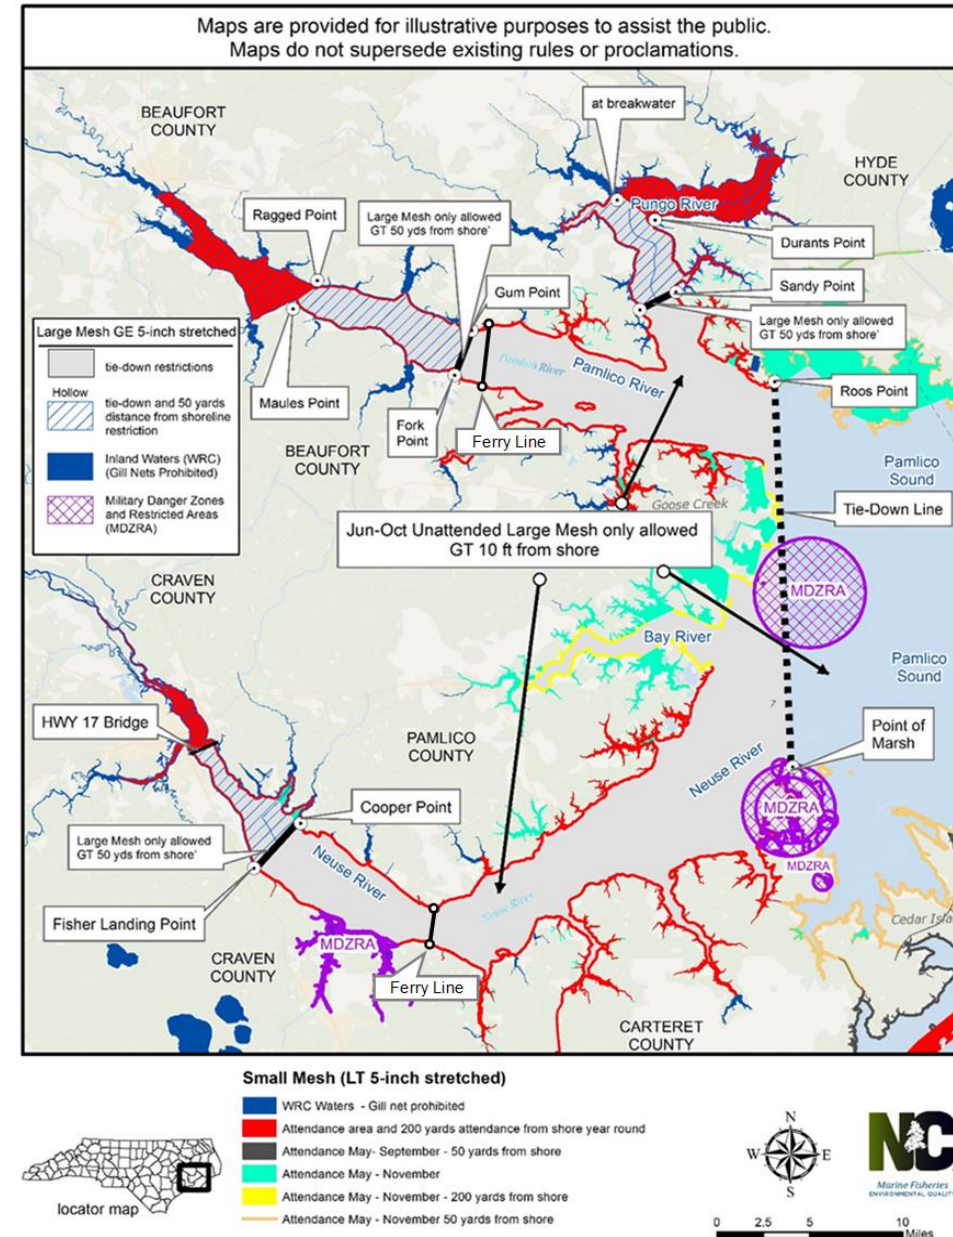 Maps are provided for illustrative purposes to assist the public.
Maps do not supersede existing rules or proclamations.
BEAUFORT
COUNTY
at breakwater
HYDE
COUNTY
Pungo River
Ragged Point
Large Mesh only allowed
GT 50 yds from shore'
Durants Point
Gum Point
Sandy Point
Large Mesh only allowed
GT 50 yds from shore'
Large Mesh GE 5-inch stretched
tie-down restrictions
Hollow
tie-down and 50 yards
distance from shoreline
restriction
Inland Waters (WRC)
(Gill Nets Prohibited)
Military Danger Zones
and Restricted Areas
(MDZRA)
Pamlico River
Pamlico River
Maules Point
Fork
Point
Ferry Line
Roos Point
BEAUFORT
COUNTY
Pamlico
Sound
Goose Creek
Tie-Down Line
Jun-Oct Unattended Large Mesh only allowed
GT 10 ft from shore
CRAVEN
COUNTY
MDZRA
Bay River
Pamlico
Sound
7
HWY 17 Bridge
PAMLICO
COUNTY
Point of
Marsh
Neuse River
Cooper Point
MDZRA
Large Mesh only allowed
GT 50 yds from shore'
MDZRA
Neuse River
Neuse River
Fisher Landing Point
Cedar Isla
MDZRA
CRAVEN
COUNTY
Ferry Line
CARTERET
COUNTY
Small Mesh (LT 5-inch stretched)
WRC Waters - Gill net prohibited
Attendance area and 200 yards attendance from shore year round
Attendance May- September - 50 yards from shore
Attendance May - November
Attendance May - November - 200 yards from shore
Attendance May - November 50 yards from shore
locator map
N
W
E
S
NC
Marine Fisheries
ENVIRONMENTAL QUALITY
0 2.5 5 10
Miles